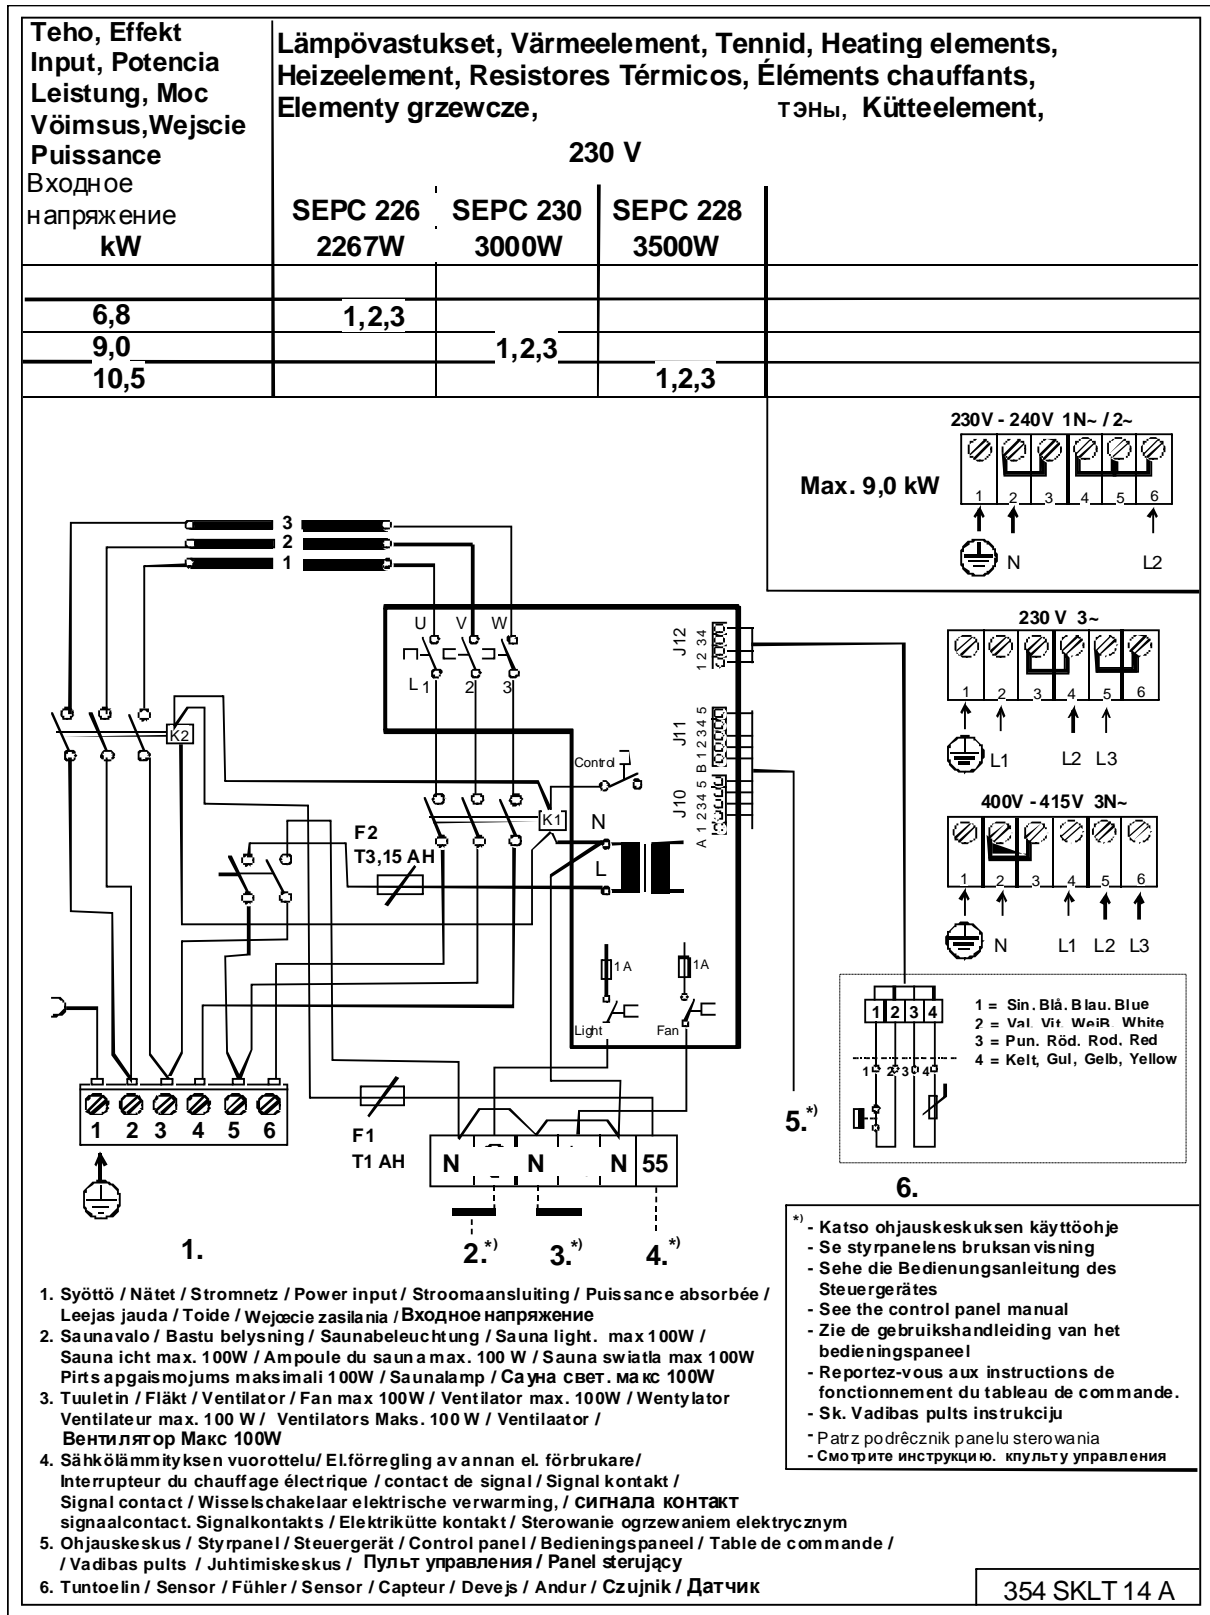 Teho, Effekt
Input, Potencia
Leistung, Moc
Vöimsus,Wejscie
Puissance
Входное
напряжение
kW
Lämpövastukset, Värmeelement, Tennid, Heating elements,
Heizeelement, Resistores Térmicos, Éléments chauffants,
Elementy grzewcze, тэны, Kütteelement,
230 V
SEPC 226 SEPC 230 SEPC 228
2267W 3000W 3500W
6,8 1,2,3
9,0 1,2,3
10,5 1,2,3
230V - 240V 1N~ / 2~
Max. 9,0 kW
1 2 3 4 5 6
N L2
230 V 3~
1 2 3 4 5 6
L1 L2 L3
400V - 415V 3N~
1 2 3 4 5 6
N L1 L2 L3
3
2
1
U V W
L 1 2 3
J12
1 2 3 4
J11
B 1 2 3 4 5
J10
A 1 2 3 4 5
K2
Control
K1
N
L
F2
T3,15 AH
1 A 1A
Light Fan
1 2 3 4 5 6
F1
T1 AH
N N N 55
1.
2.*) 3.*) 4.*)
5.*)
1 2 3 4
1 2 3 4
1 = Sin. Blå. Blau. Blue
2 = Val. Vit. WeiB. White
3 = Pun. Röd. Rod, Red
4 = Kelt, Gul, Gelb, Yellow
6.
*) - Katso ohjauskeskuksen käyttöohje
- Se styrpanelens bruksanvisning
- Sehe die Bedienungsanleitung des
Steuergerätes
- See the control panel manual
- Zie de gebruikshandleiding van het
bedieningspaneel
- Reportez-vous aux instructions de
fonctionnement du tableau de commande.
- Sk. Vadibas pults instrukciju
- Patrz podrêcznik panelu sterowania
- Смотрите инструкцию. кпульту управления
1. Syöttö / Nätet / Stromnetz / Power input / Stroomaansluiting / Puissance absorbée /
Leejas jauda / Toide / Wejœcie zasilania / Входное напряжение
2. Saunavalo / Bastu belysning / Saunabeleuchtung / Sauna light. max 100W /
Sauna icht max. 100W / Ampoule du sauna max. 100 W / Sauna swiatla max 100W
Pirts apgaismojums maksimali 100W / Saunalamp / Сауна свет. макс 100W
3. Tuuletin / Fläkt / Ventilator / Fan max 100W / Ventilator max. 100W / Wentylator
Ventilateur max. 100 W / Ventilators Maks. 100 W / Ventilaator /
Вентилятор Макс 100W
4. Sähkölämmityksen vuorottelu/ El.förregling av annan el. förbrukare/
Interrupteur du chauffage électrique / contact de signal / Signal kontakt /
Signal contact / Wisselschakelaar elektrische verwarming, / сигнала контакт
signaalcontact. Signalkontakts / Elektrikütte kontakt / Sterowanie ogrzewaniem elektrycznym
5. Ohjauskeskus / Styrpanel / Steuergerät / Control panel / Bedieningspaneel / Table de commande /
/ Vadibas pults / Juhtimiskeskus / Пульт управления / Panel sterujący
6. Tuntoelin / Sensor / Fühler / Sensor / Capteur / Devejs / Andur / Czujnik / Датчик
354 SKLT 14 A